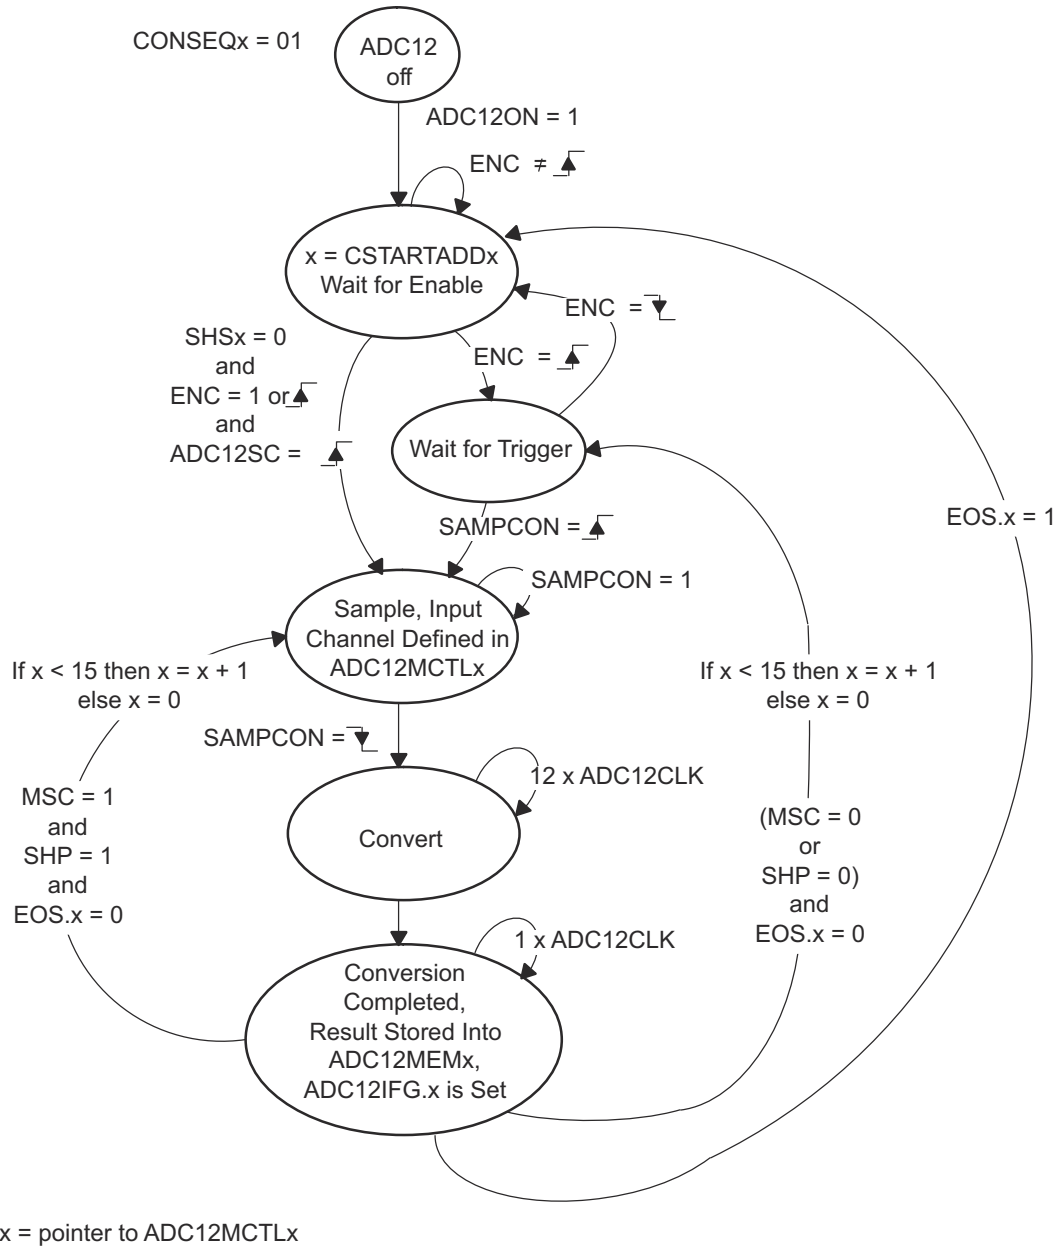 CONSEQx = 01
ADC12
off
ADC12ON = 1
ENC ≠
x = CSTARTADDx
Wait for Enable
ENC =
SHSx = 0
and
ENC = 1 or
and
ADC12SC =
ENC =
Wait for Trigger
EOS.x = 1
SAMPCON =
SAMPCON = 1
Sample, Input
Channel Defined in
ADC12MCTLx
If x < 15 then x = x + 1
else x = 0
If x < 15 then x = x + 1
else x = 0
SAMPCON =
12 x ADC12CLK
MSC = 1
and
SHP = 1
and
EOS.x = 0
Convert
(MSC = 0
or
SHP = 0)
and
EOS.x = 0
1 x ADC12CLK
Conversion
Completed,
Result Stored Into
ADC12MEMx,
ADC12IFG.x is Set
x = pointer to ADC12MCTLx